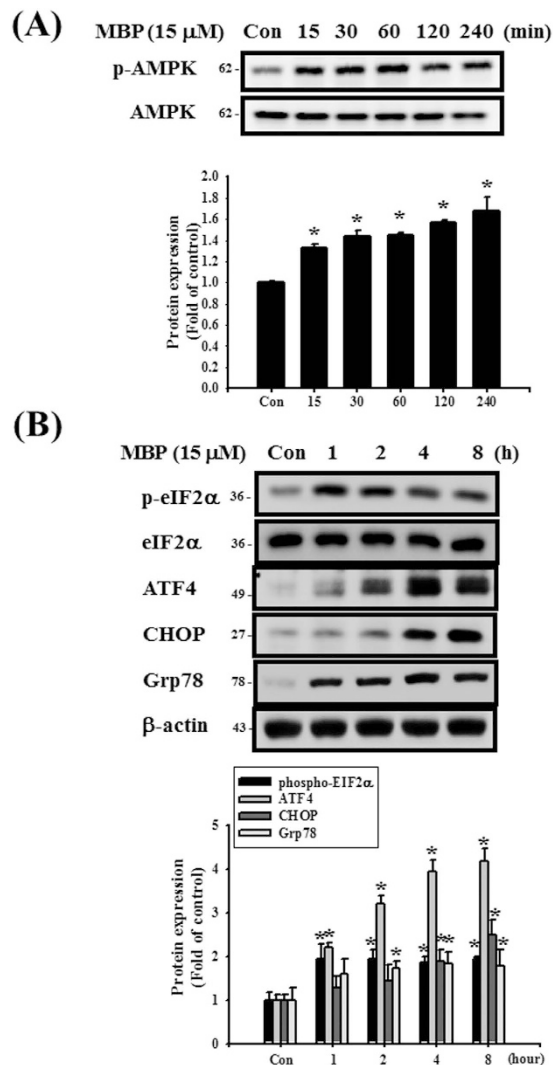 (A)
MBP (15 μM) Con 15 30 60 120 240 (min)
p-AMPK 62 -
AMPK 62 -
Protein expression
(Fold of control)
2.0
1.8
1.6
1.4
1.2
1.0
0.8
0.6
0.4
0.2
0.0
* * * * *
Con 15 30 60 120 240
(B)
MBP (15 μM) Con 1 2 4 8 (h)
p-eIF2α 36 -
eIF2α 36 -
ATF4 49 -
CHOP 27 -
Grp78 78 -
β-actin 43 -
phospho-EIF2α
ATF4
CHOP
Grp78
Protein expression
(Fold of control)
5
4
3
2
1
0
** *** **** ****
Con 1 2 4 8 (hour)